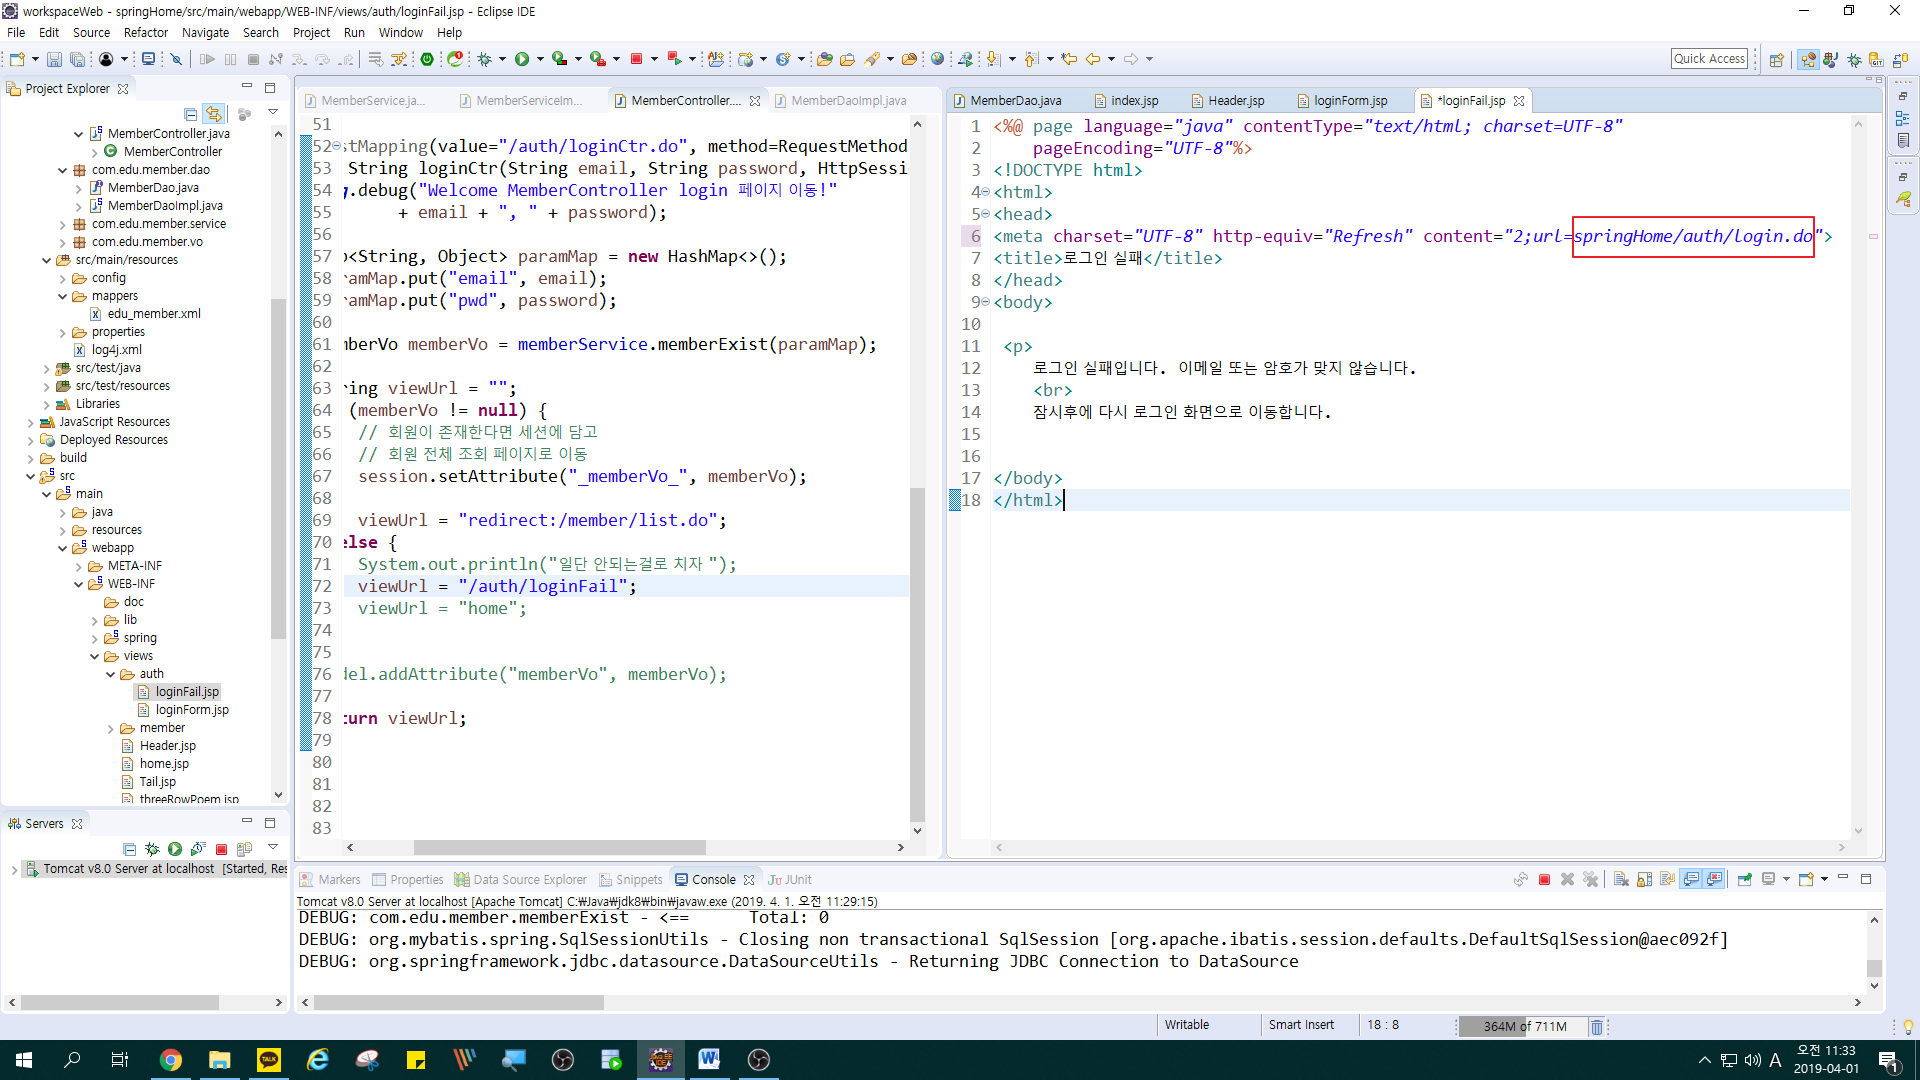 workspaceWeb - springHome/src/main/webapp/WEB-INF/views/auth/loginFail.jsp - Eclipse IDE
File Edit Source Refactor Navigate Search Project Run Window Help
Quick Access
Project Explorer
MemberController.java
MemberController
com.edu.member.dao
MemberDao.java
MemberDaoImpl.java
com.edu.member.service
com.edu.member.vo
src/main/resources
config
mappers
edu_member.xml
properties
log4j.xml
src/test/java
src/test/resources
Libraries
JavaScript Resources
Deployed Resources
build
src
main
java
resources
webapp
META-INF
WEB-INF
doc
lib
spring
views
auth
loginFail.jsp
loginForm.jsp
member
Header.jsp
home.jsp
Tail.jsp
threeRowPoem.jsp
Servers
Tomcat v8.0 Server at localhost [Started, Res
MemberService.ja... MemberServiceIm... MemberController.... MemberDaoImpl.java
51
52 stMapping(value="/auth/loginCtr.do", method=RequestMethod
53 String loginCtr(String email, String password, HttpSessi
54 g.debug("Welcome MemberController login 페이지 이동!"
55 + email + ", " + password);
56
57 p<String, Object> paramMap = new HashMap<>();
58 ramMap.put("email", email);
59 ramMap.put("pwd", password);
60
61 mberVo memberVo = memberService.memberExist(paramMap);
62
63 ring viewUrl = "";
64 (memberVo != null) {
65 // 회원이 존재한다면 세션에 담고
66 // 회원 전체 조회 페이지로 이동
67 session.setAttribute("_memberVo_", memberVo);
68
69 viewUrl = "redirect:/member/list.do";
70 else {
71 System.out.println("일단 안되는걸로 치자 ");
72 viewUrl = "/auth/loginFail";
73 viewUrl = "home";
74
75
76 del.addAttribute("memberVo", memberVo);
77
78 turn viewUrl;
79
80
81
82
83
MemberDao.java index.jsp Header.jsp loginForm.jsp *loginFail.jsp
1 <%@ page language="java" contentType="text/html; charset=UTF-8"
2 pageEncoding="UTF-8"%>
3 <!DOCTYPE html>
4 <html>
5 <head>
6 <meta charset="UTF-8" http-equiv="Refresh" content="2;url=springHome/auth/login.do">
7 <title>로그인 실패</title>
8 </head>
9 <body>
10
11 <p>
12 로그인 실패입니다. 이메일 또는 암호가 맞지 않습니다.
13 <br>
14 잠시후에 다시 로그인 화면으로 이동합니다.
15
16
17 </body>
18 </html>
Markers Properties Data Source Explorer Snippets Console JUnit
Tomcat v8.0 Server at localhost [Apache Tomcat] C:₩Java₩jdk8₩bin₩javaw.exe (2019. 4. 1. 오전 11:29:15)
DEBUG: com.edu.member.memberExist - <== Total: 0
DEBUG: org.mybatis.spring.SqlSessionUtils - Closing non transactional SqlSession [org.apache.ibatis.session.defaults.DefaultSqlSession@aec092f]
DEBUG: org.springframework.jdbc.datasource.DataSourceUtils - Returning JDBC Connection to DataSource
Writable Smart Insert 18 : 8 364M of 711M
TALK
A
오전 11:33
2019-04-01
1